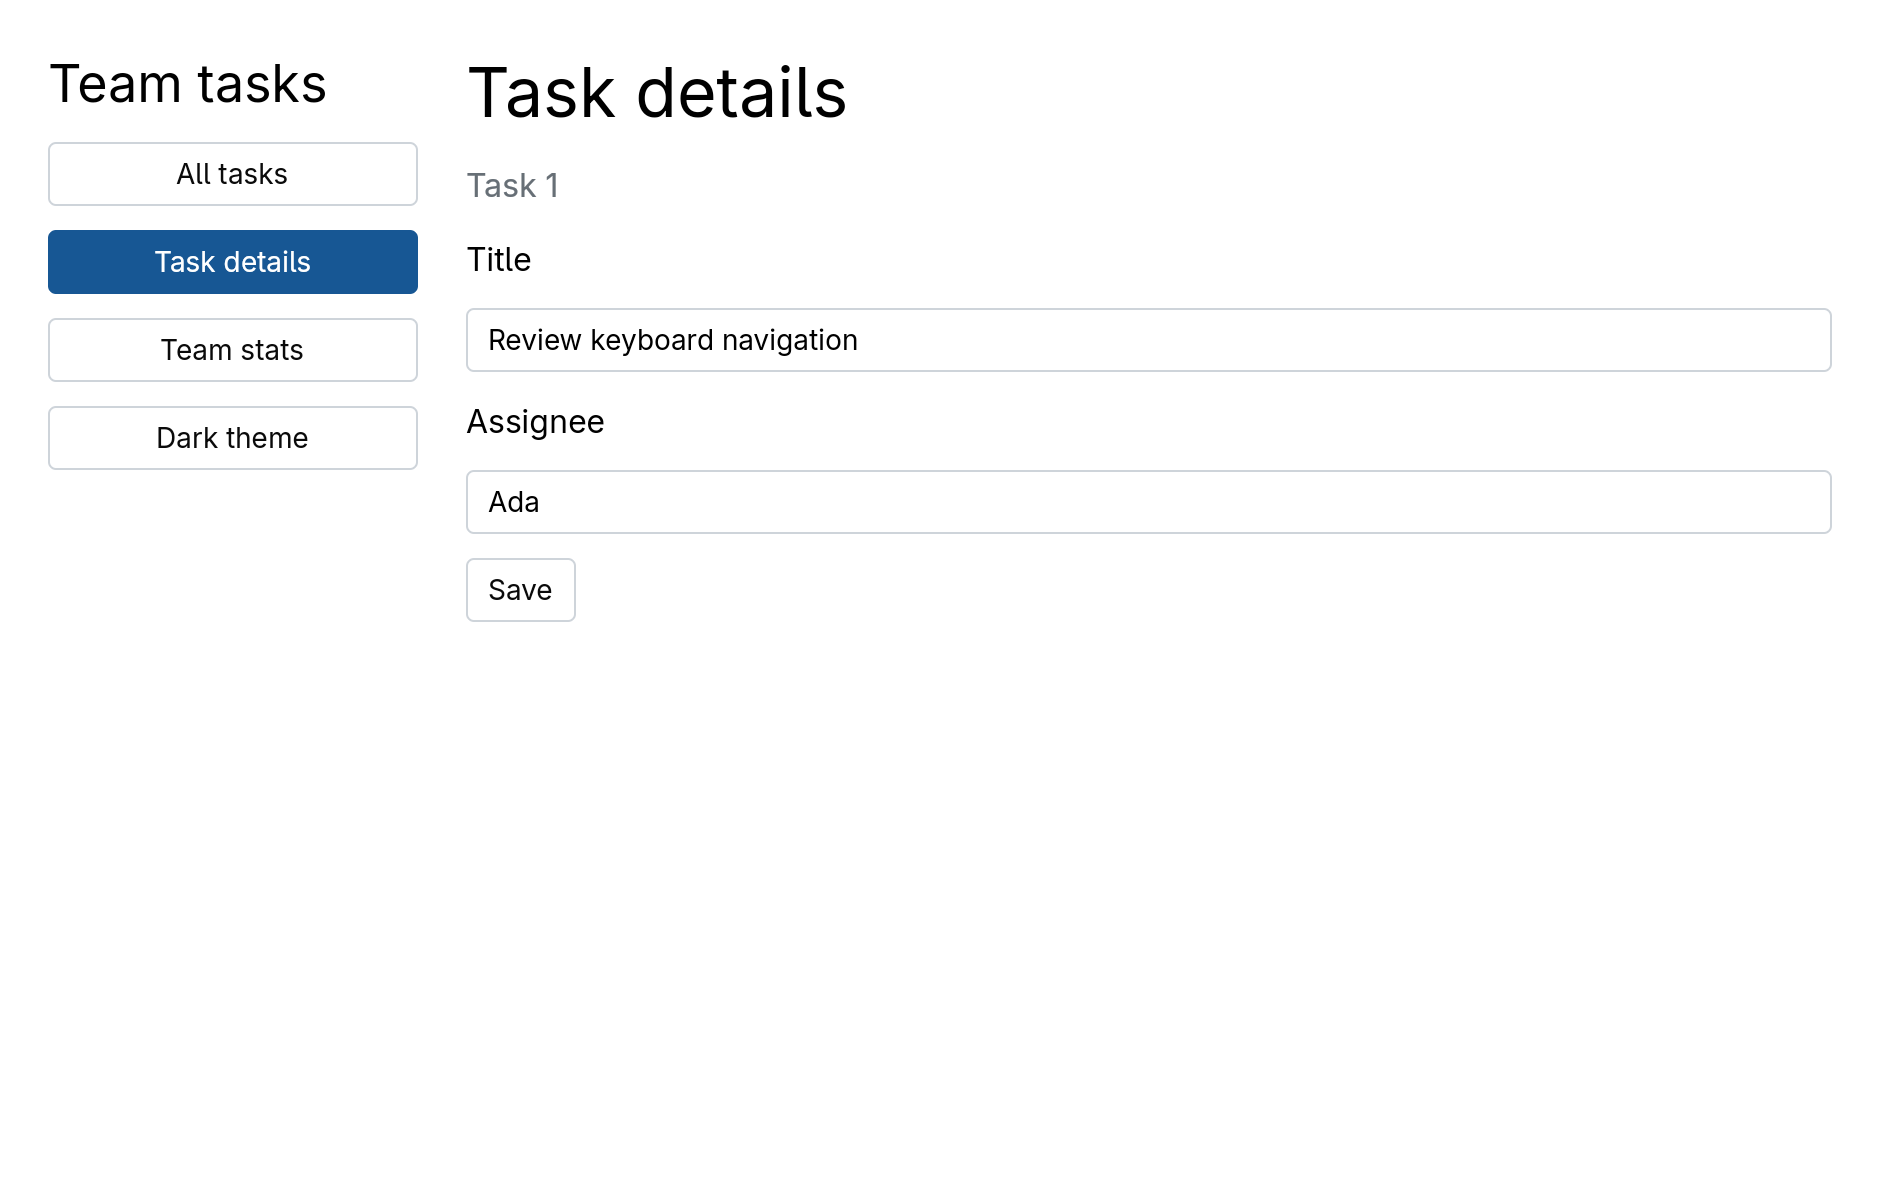 Team tasks
All tasks
Task details
Team stats
Dark theme
Task details
Task 1
Title
Review keyboard navigation
Assignee
Ada
Save